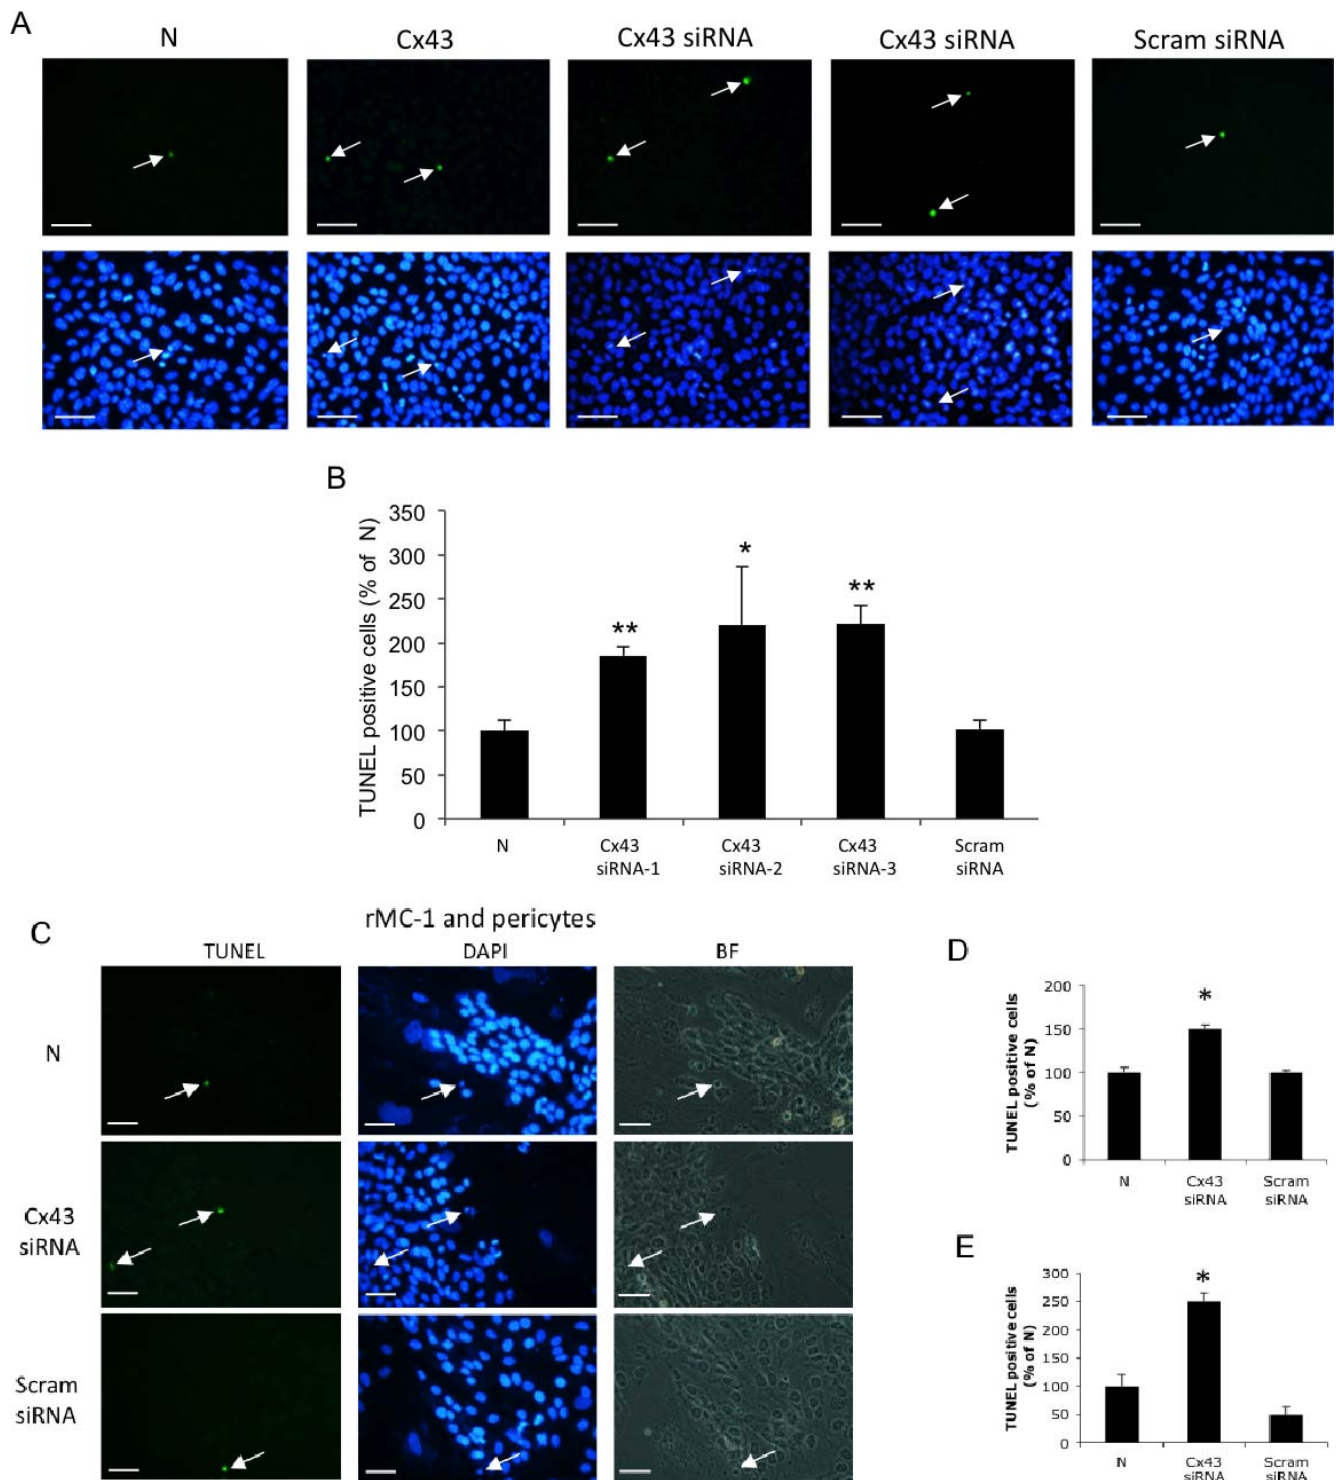 A
N Cx43 Cx43 siRNA Cx43 siRNA Scram siRNA
B
TUNEL positive cells (% of N)
350
300
250
200
150
100
50
0
**
*
**
N
Cx43
siRNA-1
Cx43
siRNA-2
Cx43
siRNA-3
Scram
siRNA
C
rMC-1 and pericytes
TUNEL DAPI BF
N
Cx43
siRNA
Scram
siRNA
D
TUNEL positive cells
(% of N)
200
150
100
50
0
*
N
Cx43
siRNA
Scram
siRNA
E
TUNEL positive cells
(% of N)
300
250
200
150
100
50
0
*
N
Cx43
siRNA
Scram
siRNA